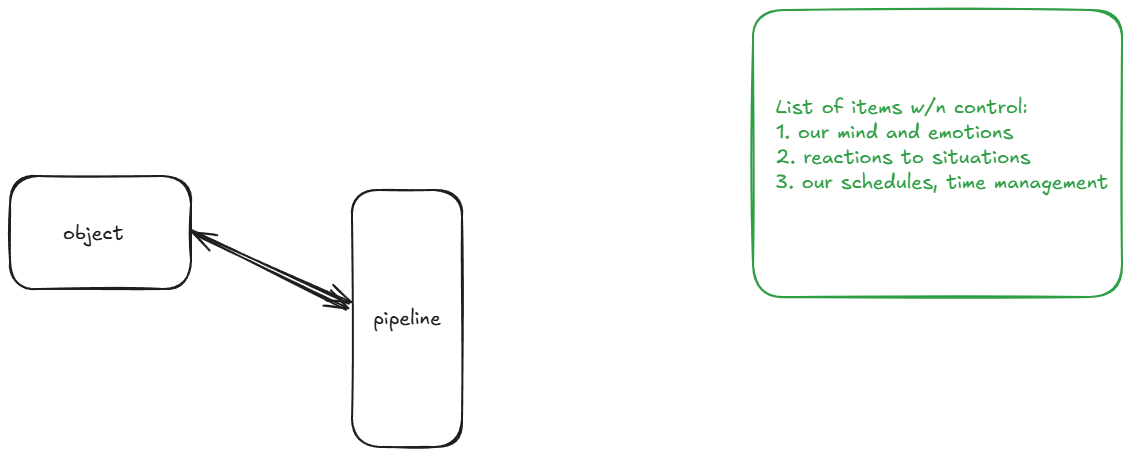 object
pipeline
List of items w/n control:
1. our mind and emotions
2. reactions to situations
3. our schedules, time management